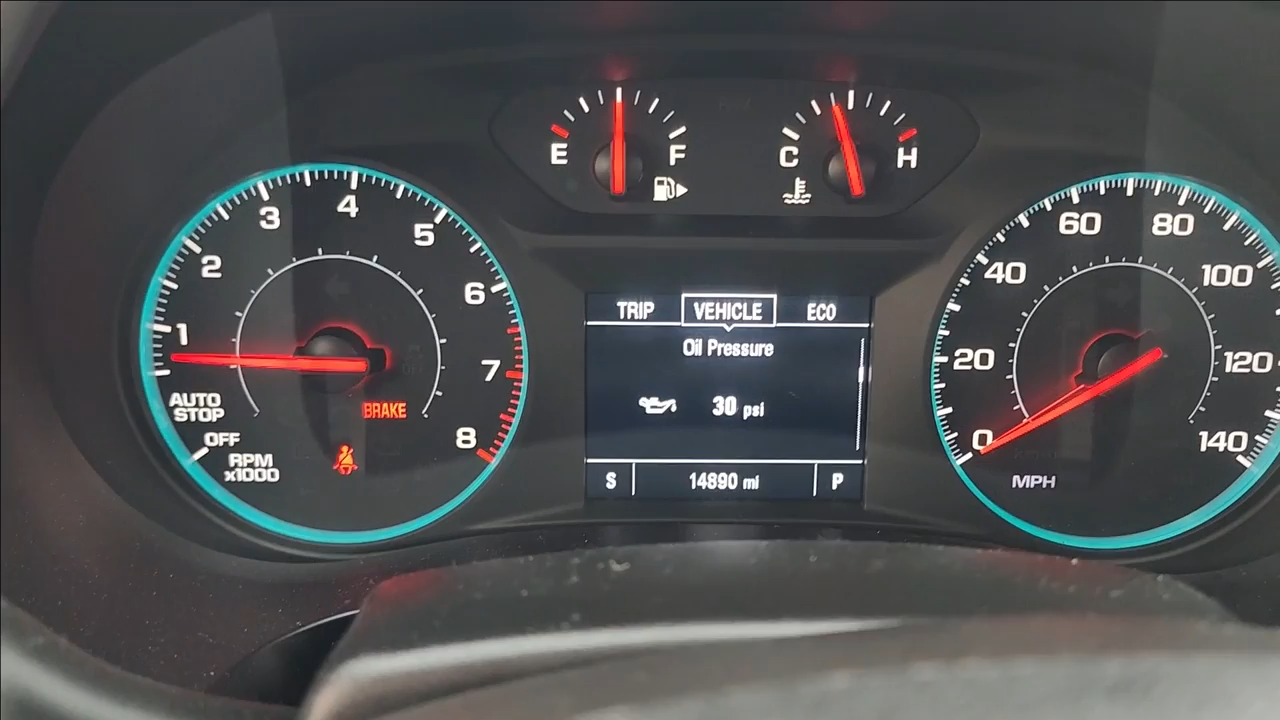 E F
C H
1 2 3 4 5 6 7 8
AUTO
STOP
OFF
RPM
x1000
BRAKE
TRIP VEHICLE ECO
Oil Pressure
30 psi
S 14890 mi P
0 20 40 60 80 100 120 140
MPH